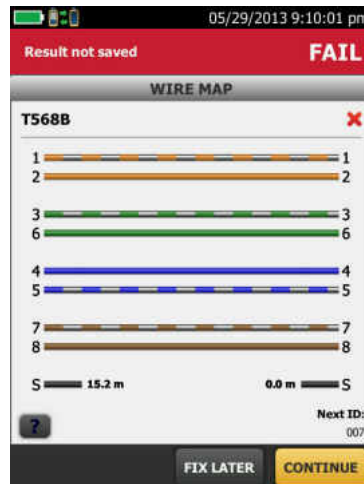 05/29/2013 9:10:01 pm
Result not saved FAIL
WIRE MAP
T568B
1 1
2 2
3 3
6 6
4 4
5 5
7 7
8 8
S 15.2 m 0.0 m S
? Next ID:
007
FIX LATER CONTINUE